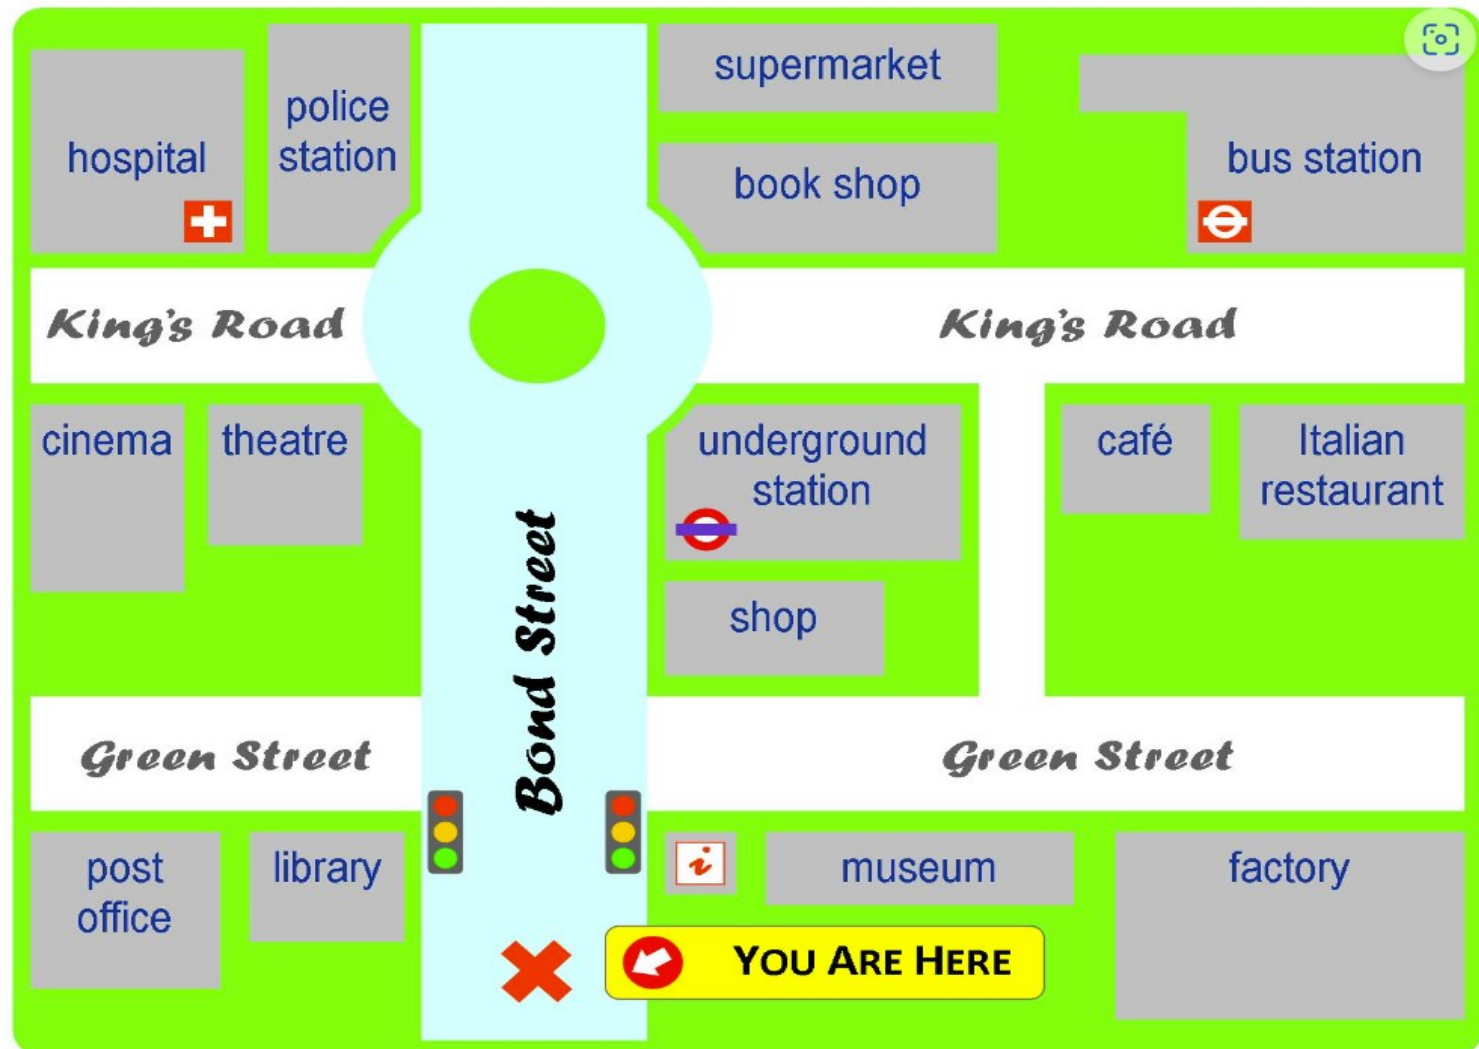 supermarket
police
station
hospital
book shop
bus station
King's Road
King's Road
cinema
theatre
underground
station
café
Italian
restaurant
Bond Street
shop
Green Street
Green Street
post
office
library
i
museum
factory
YOU ARE HERE